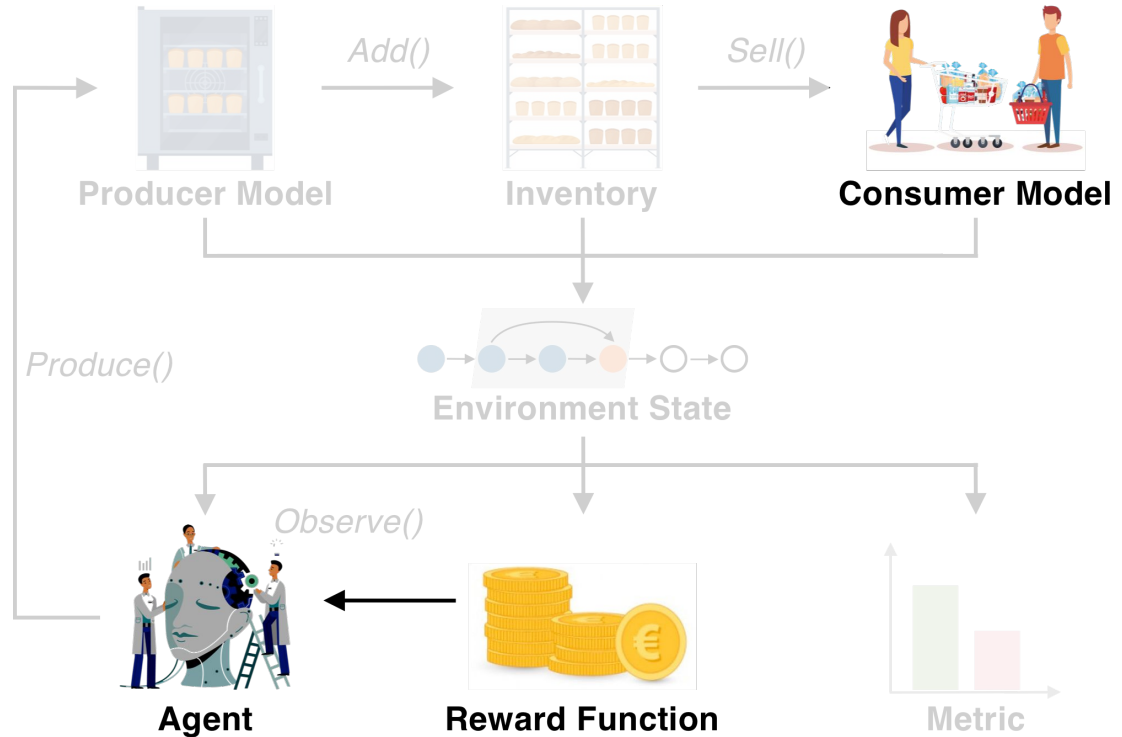 Add()
Sell()
Producer Model
Inventory
Consumer Model
Produce()
Environment State
Observe()
€
€
€
Agent
Reward Function
Metric